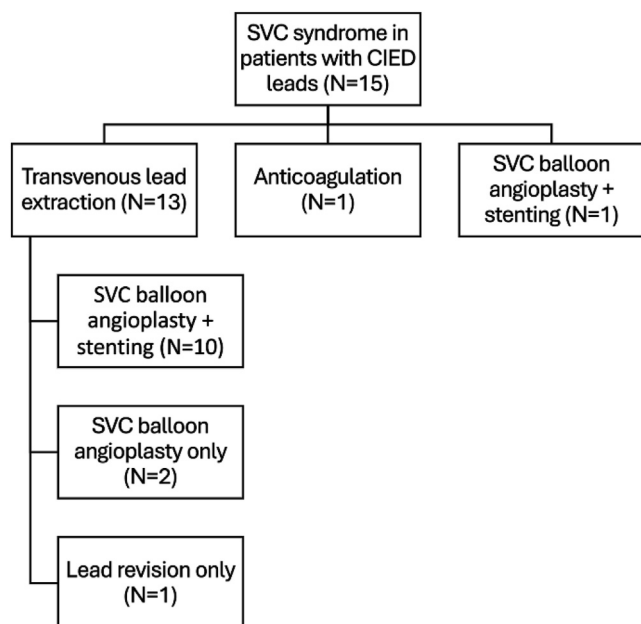 SVC syndrome in
patients with CIED
leads (N=15)
Transvenous lead
extraction (N=13)
Anticoagulation
(N=1)
SVC balloon
angioplasty +
stenting (N=1)
SVC balloon
angioplasty +
stenting (N=10)
SVC balloon
angioplasty only
(N=2)
Lead revision only
(N=1)